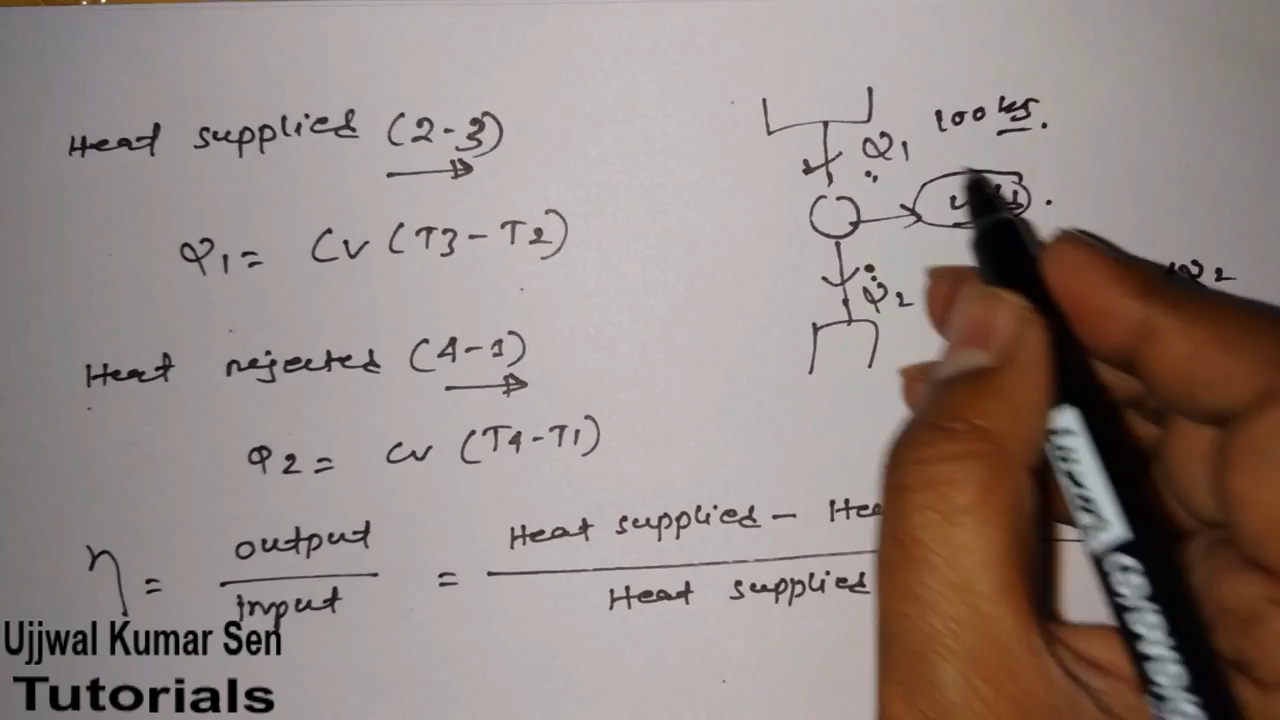 Heat supplied (2-3)
Q1 = Cv (T3 - T2)
Heat rejected (4-1)
Q2 = Cv (T4-T1)
η = output / input = Heat supplied - Hea / Heat supplied
100 kJ.
Q1
Q2
Q2
Ujjwal Kumar Sen
Tutorials